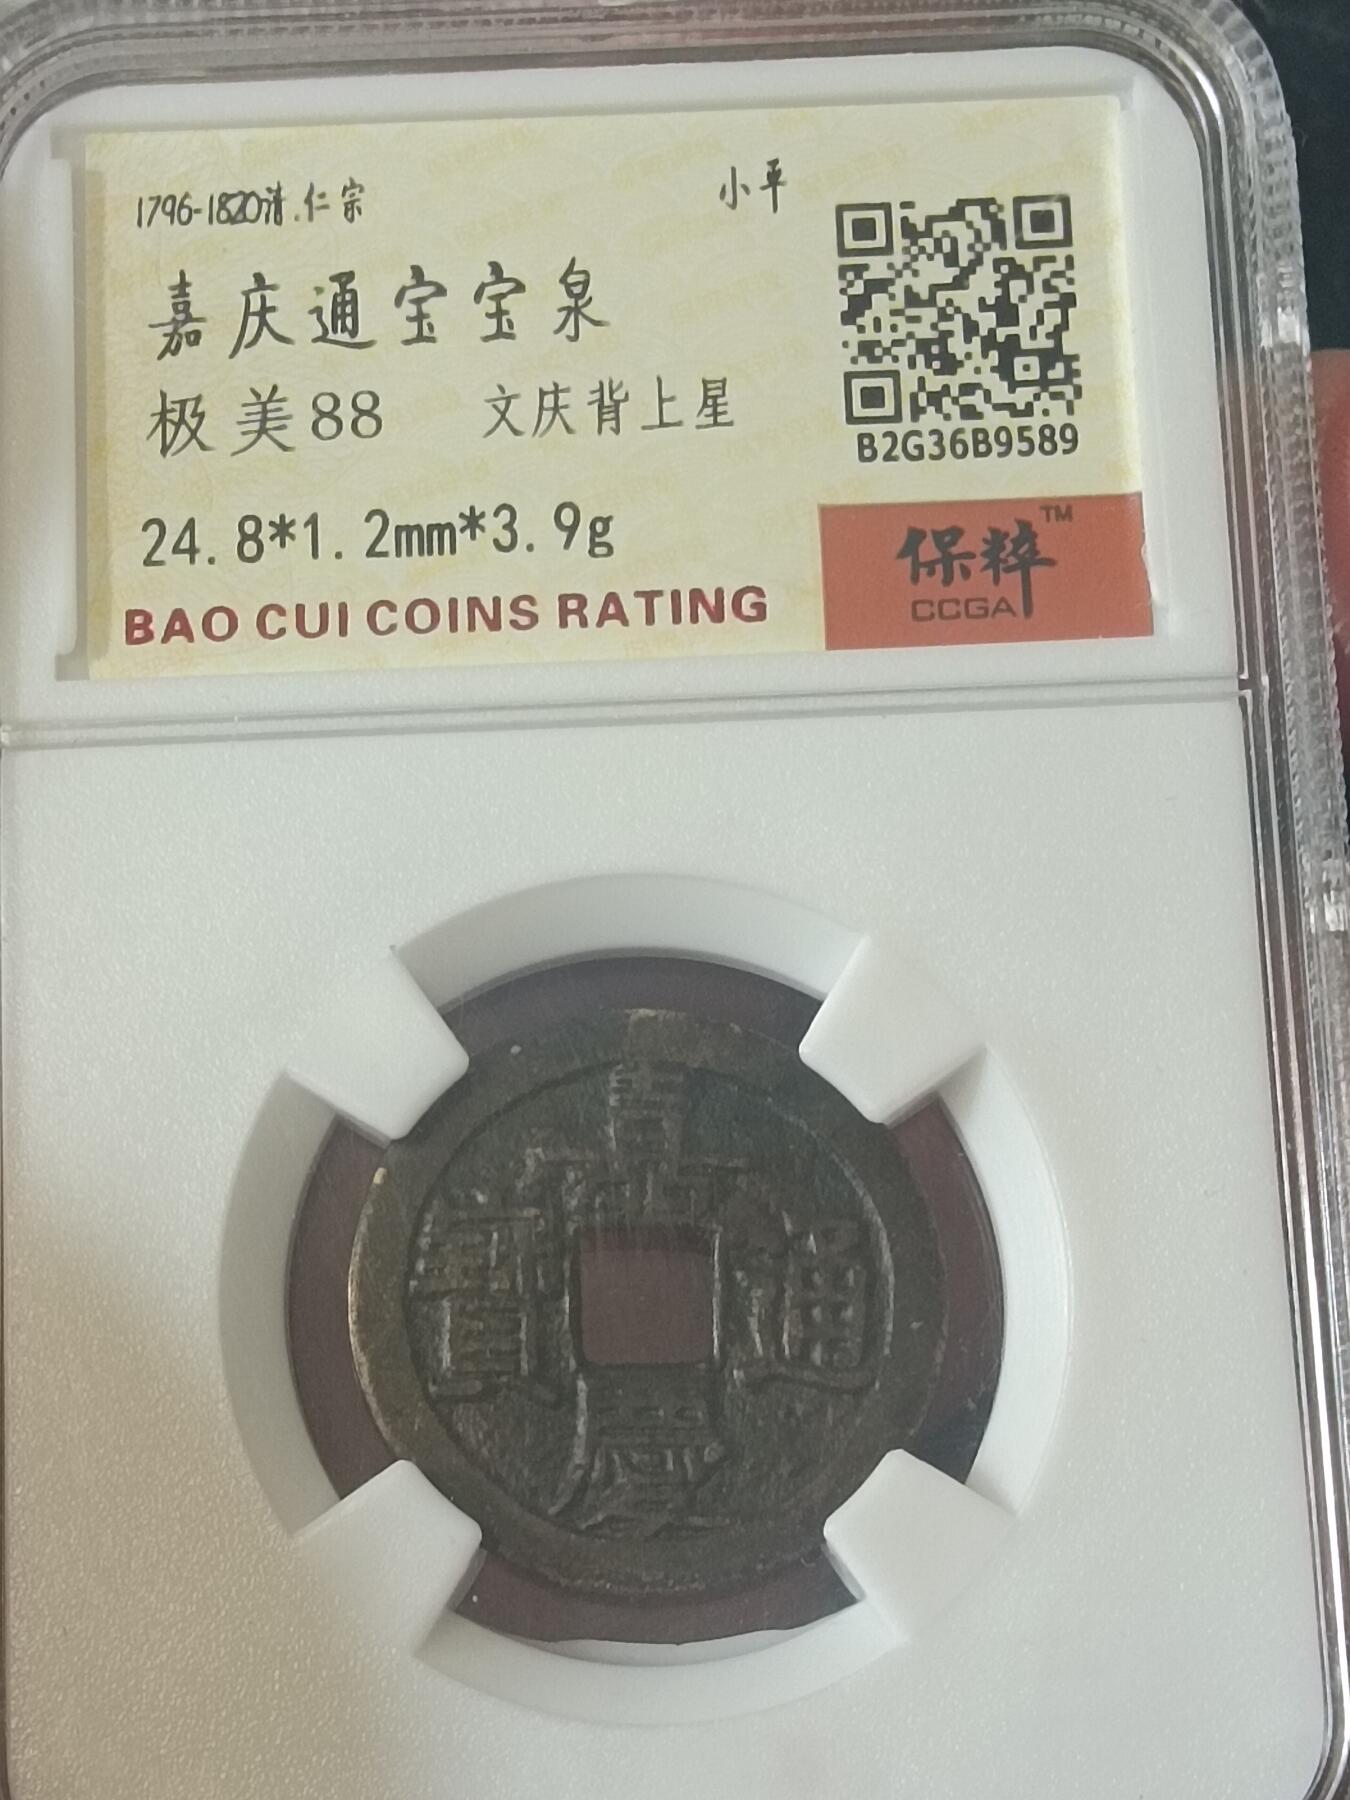 1796-1820清.仁宗
小平
嘉庆通宝宝泉
极美88 文庆背上星
B2G36B9589
24.8*1.2mm*3.9g
BAO CUI COINS RATING
保粹™
CCGA
嘉
寶 通
慶